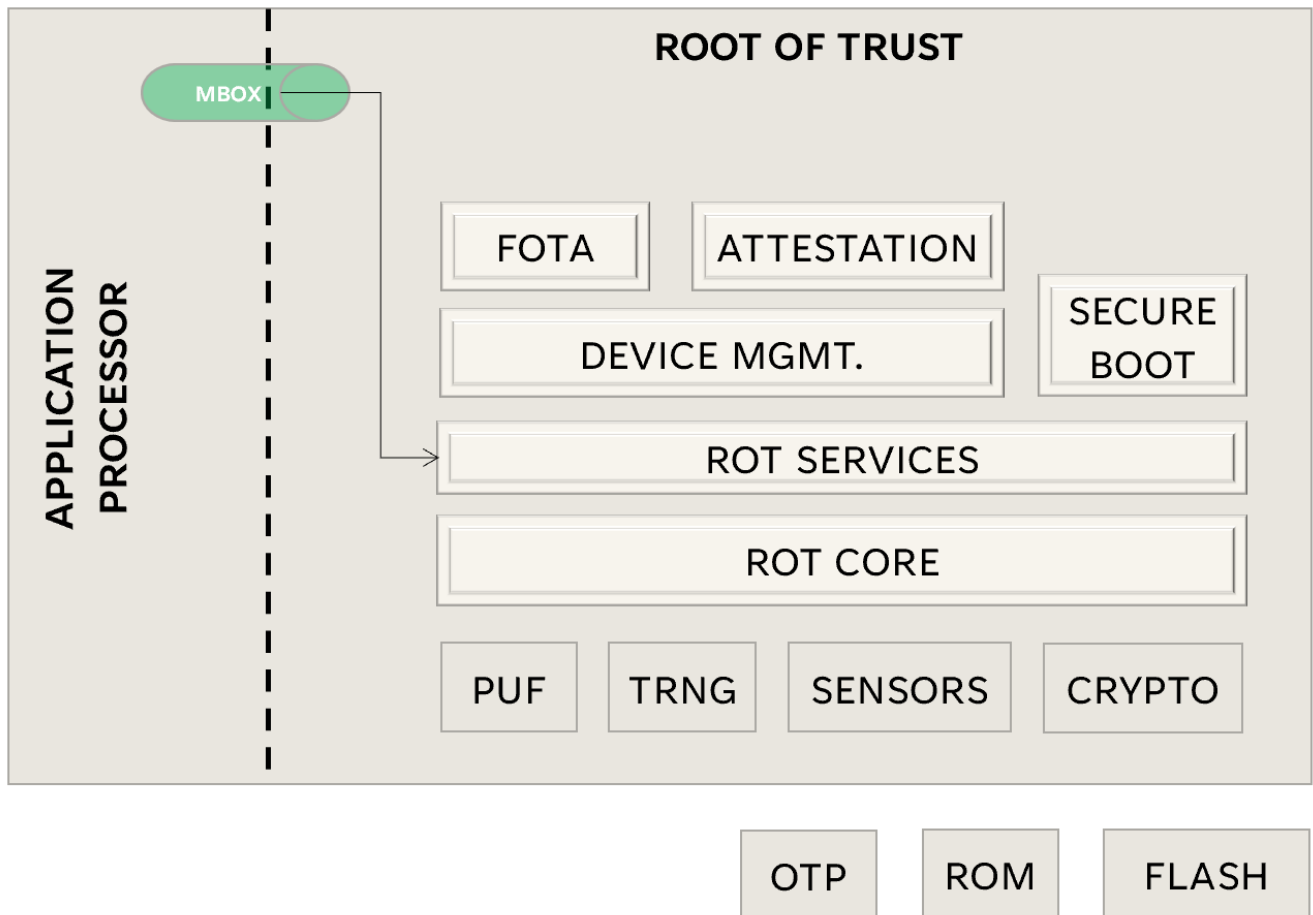 ROOT OF TRUST
MBOX
APPLICATION
PROCESSOR
FOTA
ATTESTATION
SECURE
BOOT
DEVICE MGMT.
ROT SERVICES
ROT CORE
PUF
TRNG
SENSORS
CRYPTO
OTP
ROM
FLASH